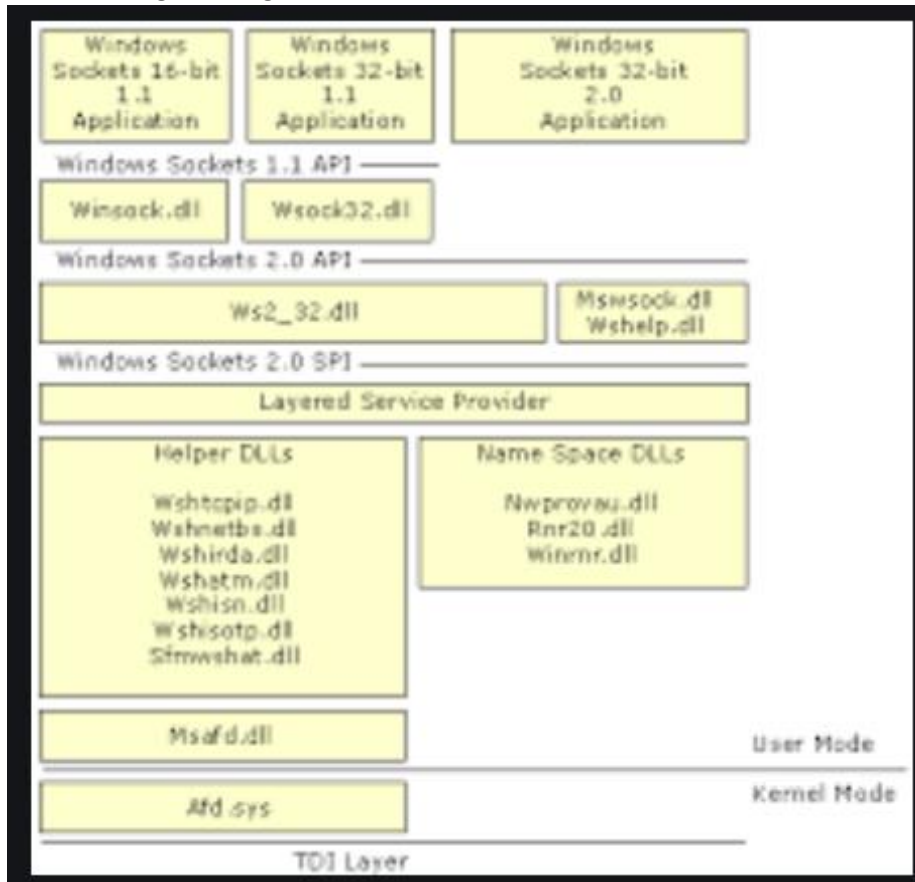 Windows
Sockets 16-bit
1.1
Application
Windows
Sockets 32-bit
1.1
Application
Windows
Sockets 32-bit
2.0
Application
Windows Sockets 1.1 API
Winsock.dll
Wsock32.dll
Windows Sockets 2.0 API
Ws2_32.dll
Mswsock.dll
Wshelp.dll
Windows Sockets 2.0 SPI
Layered Service Provider
Helper DLLs
Wshtcpip.dll
Wshnetbs.dll
Wshirda.dll
Wshatm.dll
Wshisn.dll
Wshisotp.dll
Sfmwshat.dll
Name Space DLLs
Nwprovau.dll
Rnr20.dll
Winrnr.dll
Msafd.dll
User Mode
Kernel Mode
Afd.sys
TDI Layer